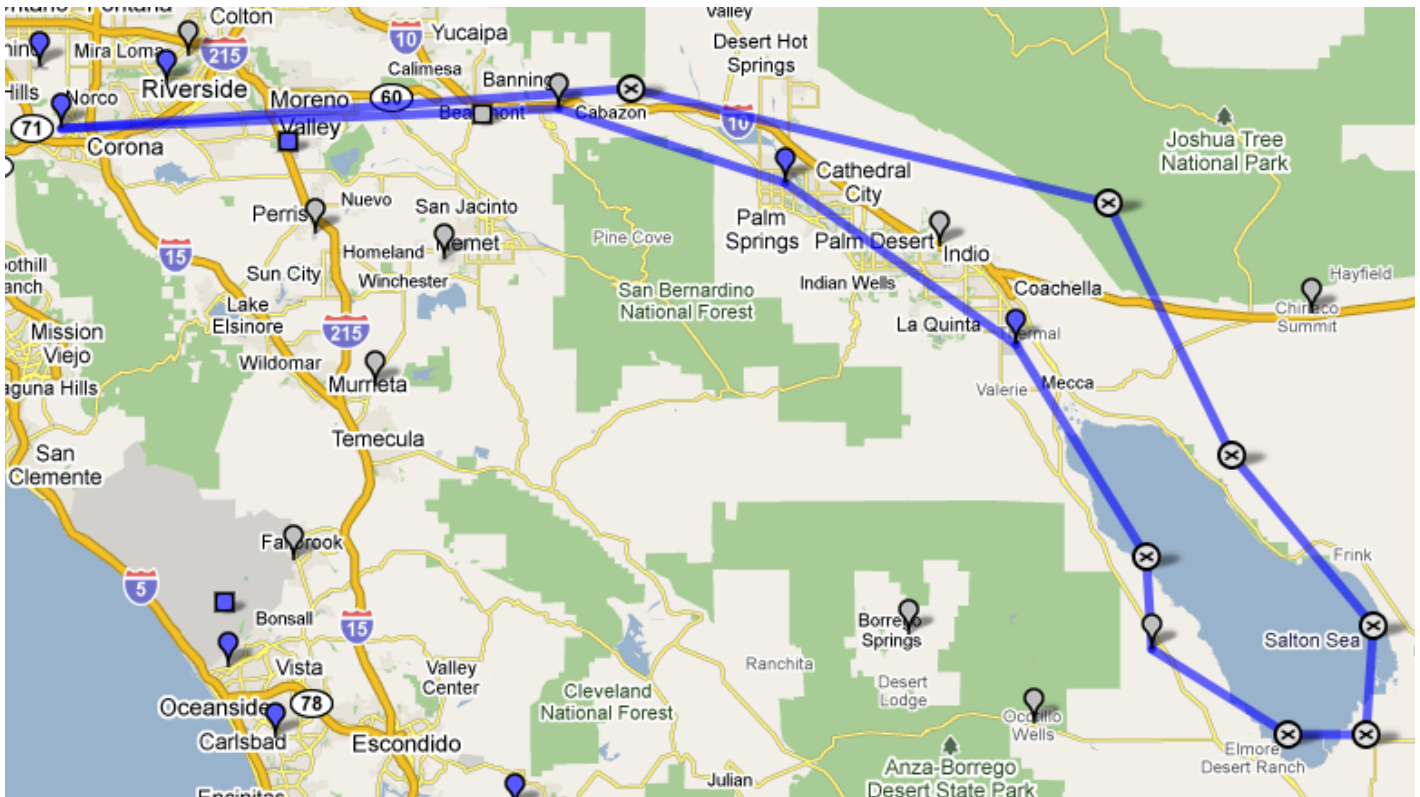 Colton
Mira Loma
215
10
Yucaipa
Calimesa
Valley
Desert Hot
Springs
Hills
Norco
Riverside
Moreno
Valley
60
Banning
Cabazon
10
71
Corona
Joshua Tree
National Park
Cathedral
City
Perris
Nuevo
San Jacinto
Pine Cove
Palm
Springs
Palm Desert
Indio
15
Homeland
Sun City
Winchester
Indian Wells
Coachella
Hayfield
Summit
San Bernardino
National Forest
Lake
Elsinore
215
La Quinta
Mission
Viejo
Wildomar
Murrieta
Valerie
Mecca
aguna Hills
Temecula
San
Clemente
Frink
5
Bonsall
15
Borrego
Springs
Salton Sea
Vista
Valley
Center
Ranchita
Desert
Lodge
Oceanside
78
Cleveland
National Forest
Ocotillo
Wells
Carlsbad
Escondido
Elmore
Desert Ranch
Julian
Anza-Borrego
Desert State Park